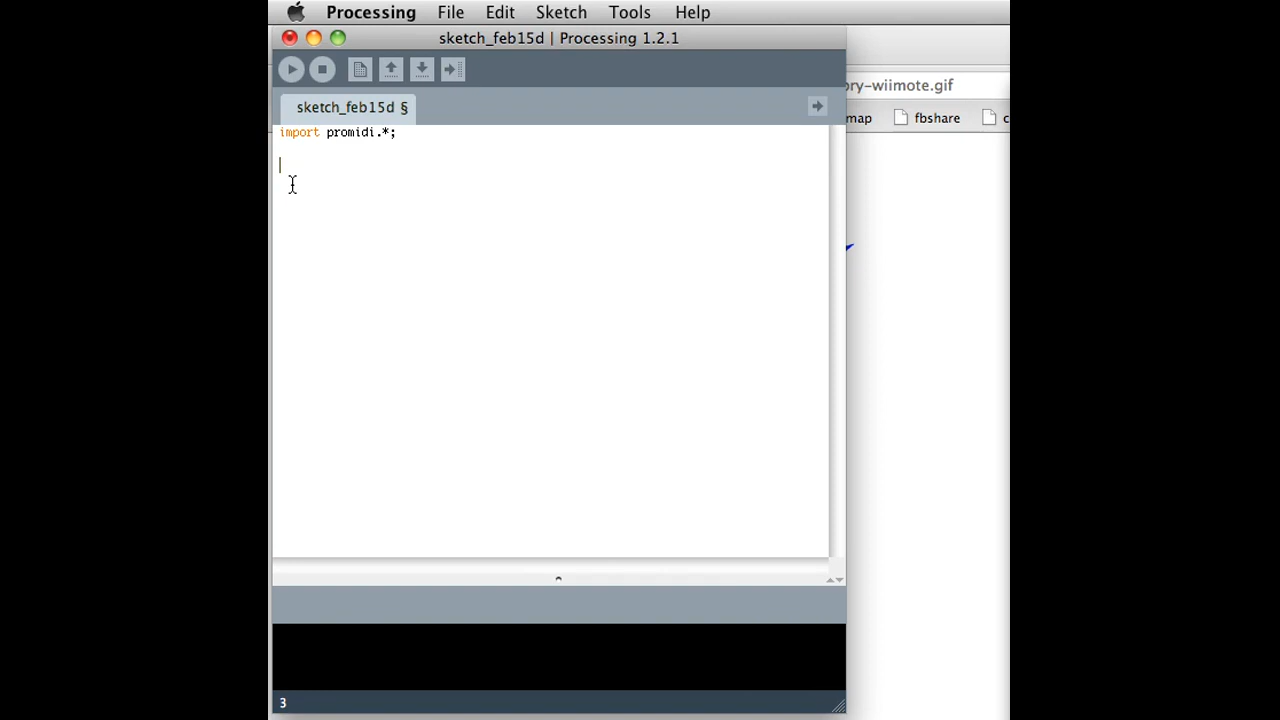 Processing File Edit Sketch Tools Help
sketch_feb15d | Processing 1.2.1
ory-wiimote.gif
sketch_feb15d §
map fbshare c
import promidi.*;
3